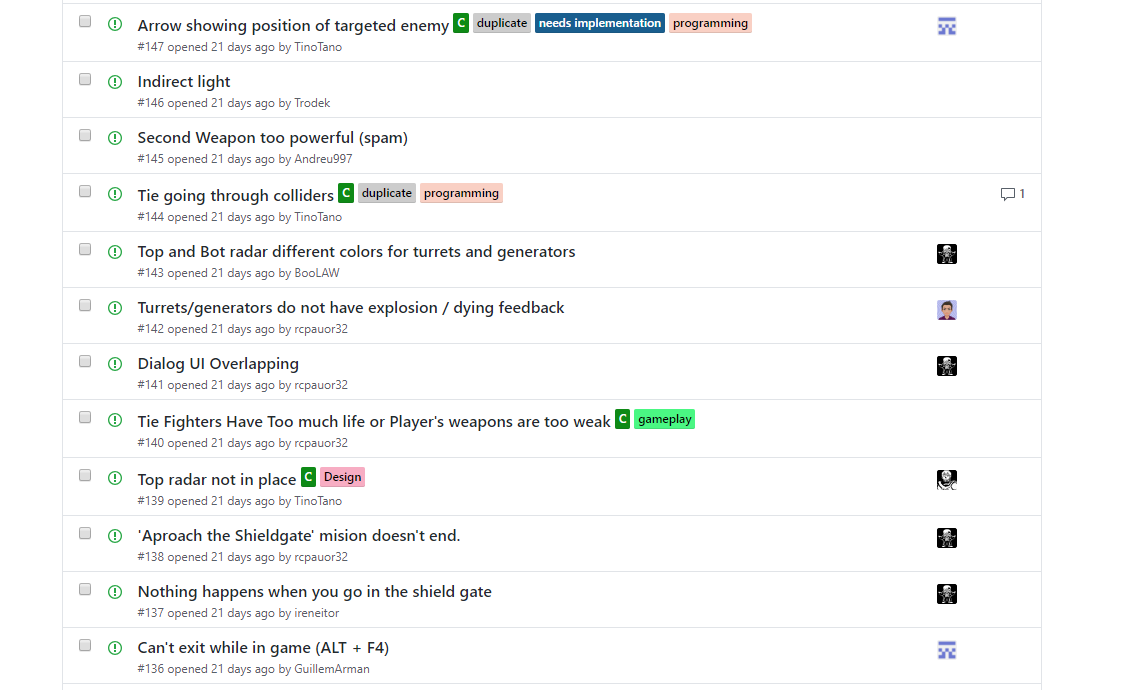 Arrow showing position of targeted enemy C duplicate needs implementation programming
#147 opened 21 days ago by TinoTano
Indirect light
#146 opened 21 days ago by Trodek
Second Weapon too powerful (spam)
#145 opened 21 days ago by Andreu997
Tie going through colliders C duplicate programming 1
#144 opened 21 days ago by TinoTano
Top and Bot radar different colors for turrets and generators
#143 opened 21 days ago by BooLAW
Turrets/generators do not have explosion / dying feedback
#142 opened 21 days ago by rcpauor32
Dialog UI Overlapping
#141 opened 21 days ago by rcpauor32
Tie Fighters Have Too much life or Player's weapons are too weak C gameplay
#140 opened 21 days ago by rcpauor32
Top radar not in place C Design
#139 opened 21 days ago by TinoTano
'Aproach the Shieldgate' mision doesn't end.
#138 opened 21 days ago by rcpauor32
Nothing happens when you go in the shield gate
#137 opened 21 days ago by ireneitor
Can't exit while in game (ALT + F4)
#136 opened 21 days ago by GuillemArman